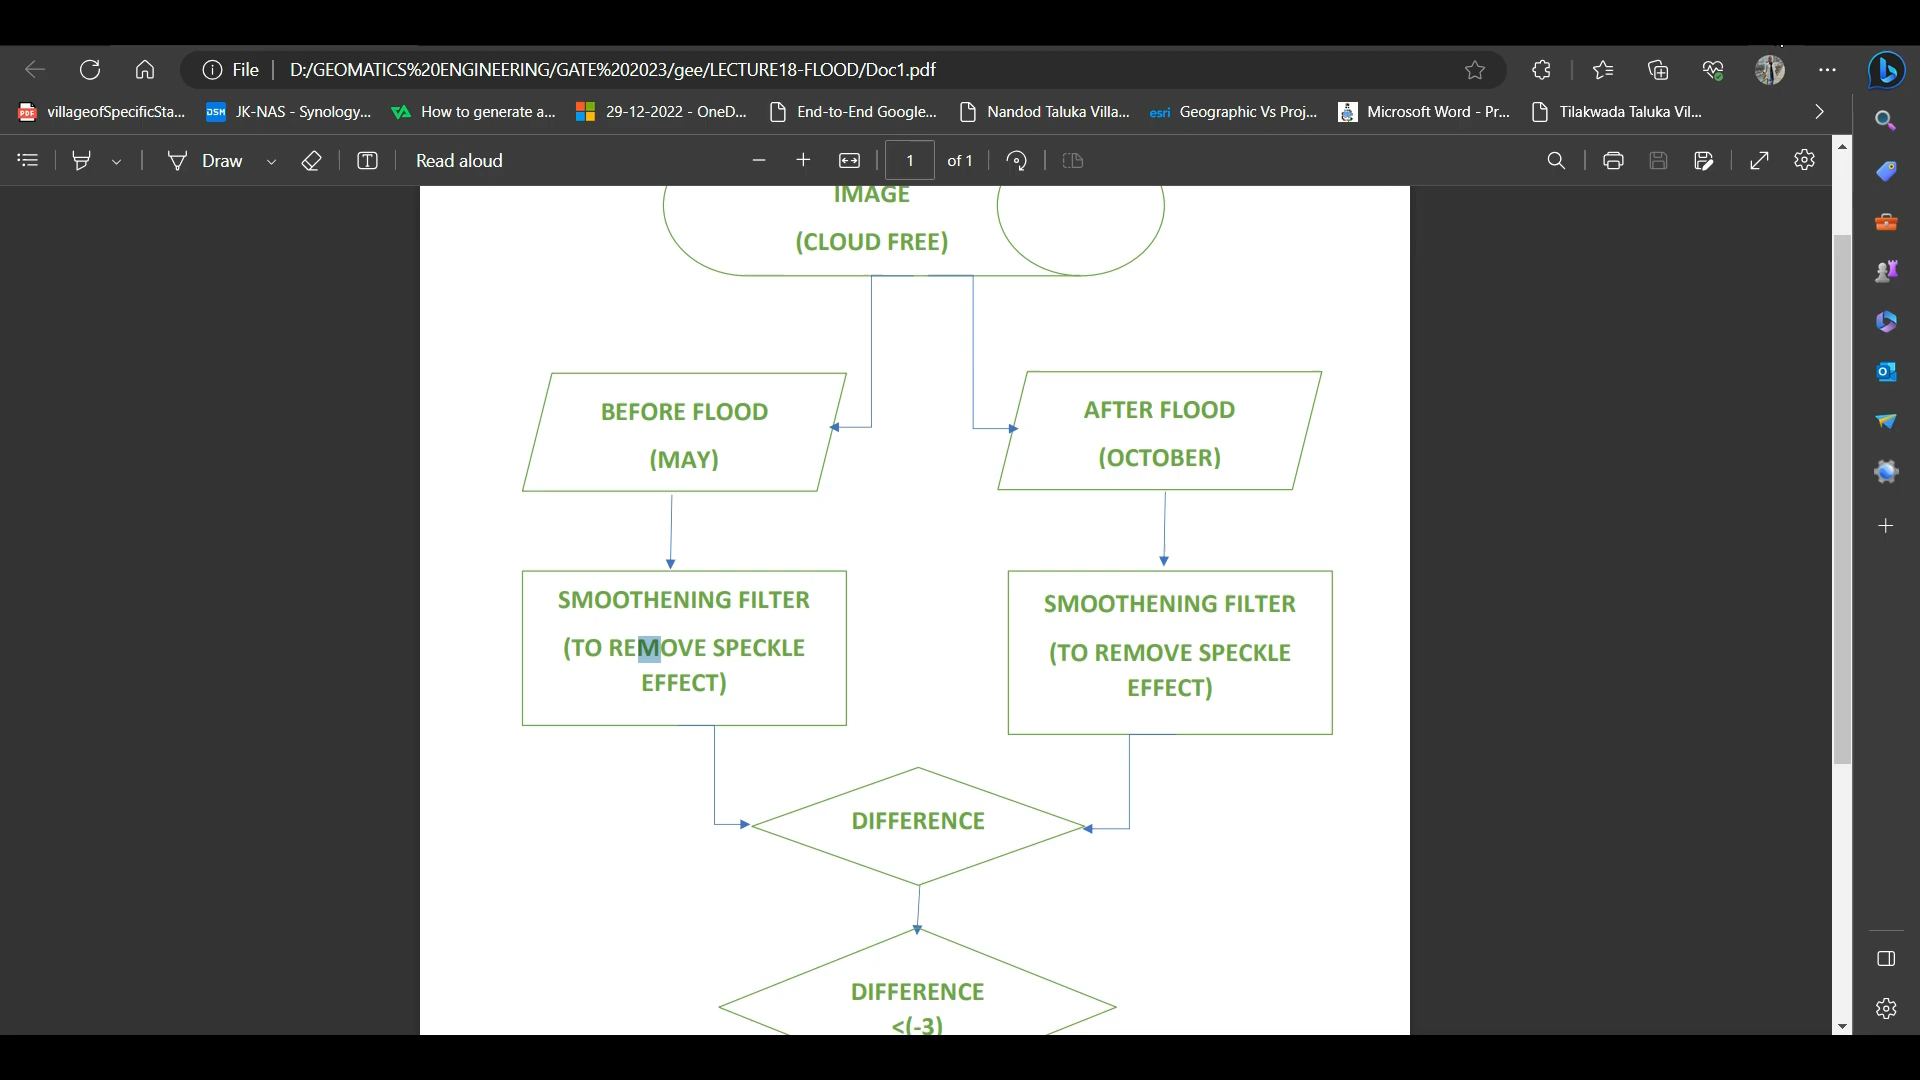 File
D:/GEOMATICS%20ENGINEERING/GATE%202023/gee/LECTURE18-FLOOD/Doc1.pdf
villageofSpecificSta...
JK-NAS - Synology...
How to generate a...
29-12-2022 - OneD...
End-to-End Google...
Nandod Taluka Villa...
esri
Geographic Vs Proj...
Microsoft Word - Pr...
Tilakwada Taluka Vil...
Draw
Read aloud
1
of 1
IMAGE
(CLOUD FREE)
BEFORE FLOOD
(MAY)
AFTER FLOOD
(OCTOBER)
SMOOTHENING FILTER
(TO REMOVE SPECKLE
EFFECT)
SMOOTHENING FILTER
(TO REMOVE SPECKLE
EFFECT)
DIFFERENCE
DIFFERENCE
<(-3)